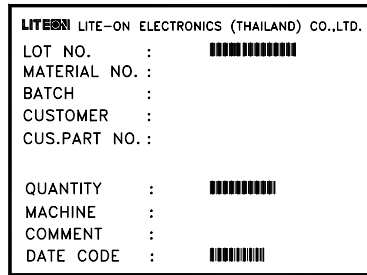 LITEON LITE-ON ELECTRONICS (THAILAND) CO.,LTD.
LOT NO. :
MATERIAL NO. :
BATCH :
CUSTOMER :
CUS.PART NO. :
QUANTITY :
MACHINE :
COMMENT :
DATE CODE :